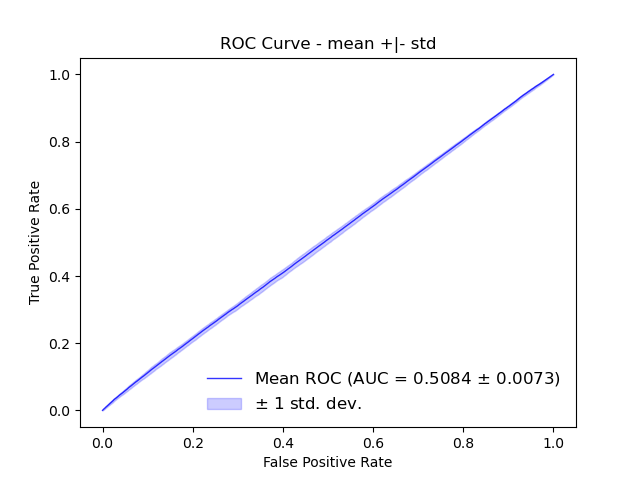 ROC Curve - mean +|- std
1.0
0.8
0.6
0.4
0.2
0.0
True Positive Rate
Mean ROC (AUC = 0.5084 ± 0.0073)
± 1 std. dev.
0.0 0.2 0.4 0.6 0.8 1.0
False Positive Rate